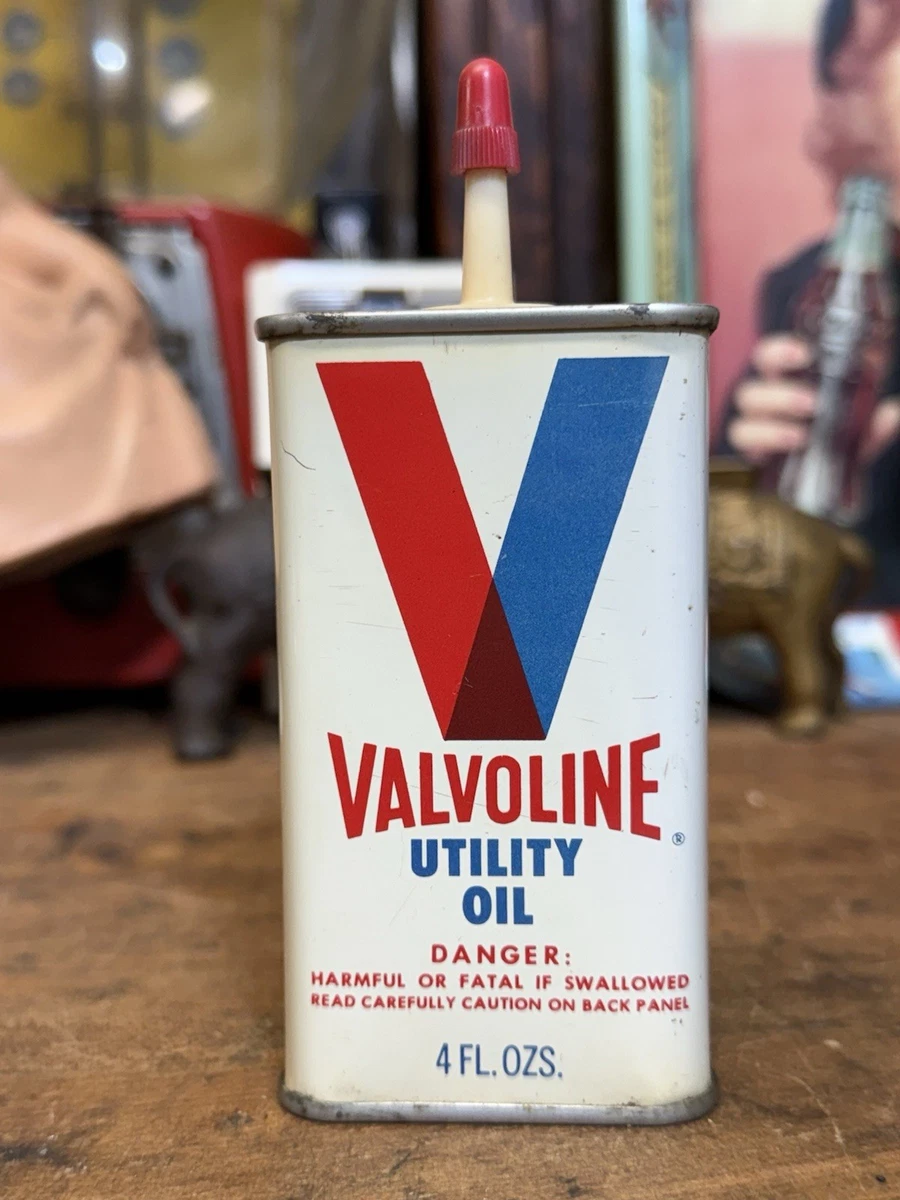 VALVOLINE
®
UTILITY
OIL
DANGER:
HARMFUL OR FATAL IF SWALLOWED
READ CAREFULLY CAUTION ON BACK PANEL
4 FL. OZS.